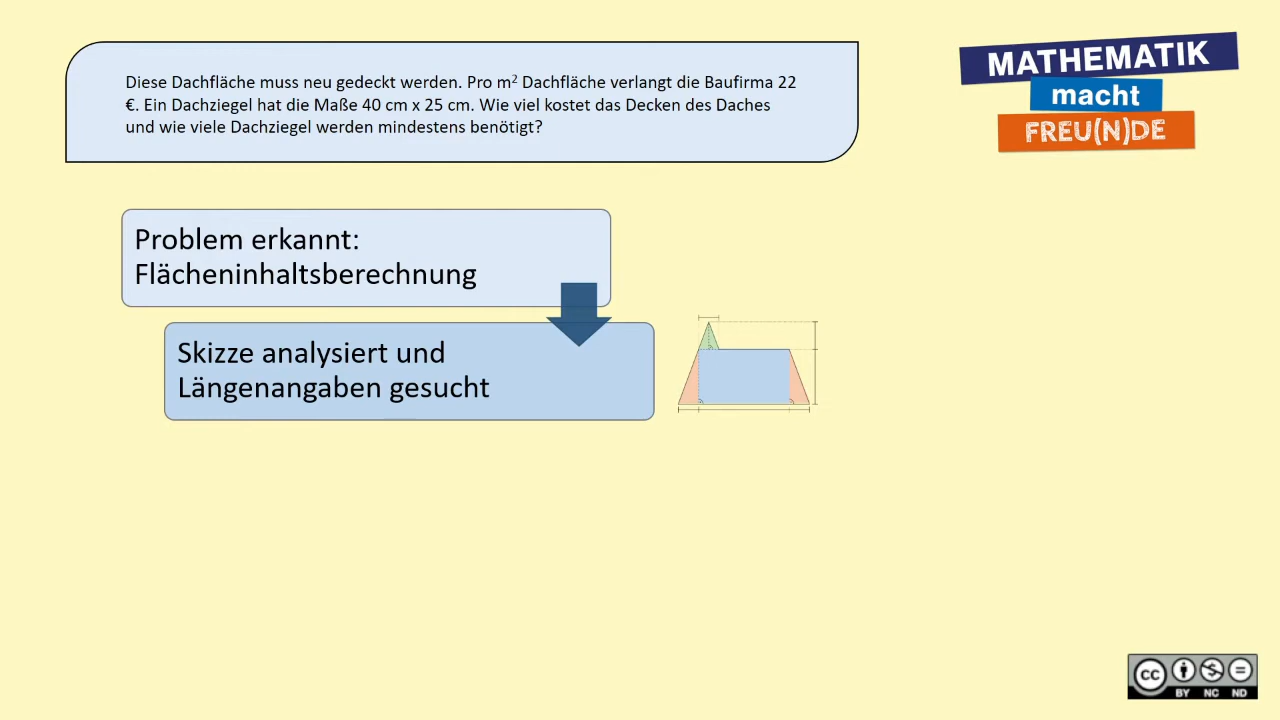 Diese Dachfläche muss neu gedeckt werden. Pro m² Dachfläche verlangt die Baufirma 22
€. Ein Dachziegel hat die Maße 40 cm x 25 cm. Wie viel kostet das Decken des Daches
und wie viele Dachziegel werden mindestens benötigt?
MATHEMATIK
macht
FREU(N)DE
Problem erkannt:
Flächeninhaltsberechnung
Skizze analysiert und
Längenangaben gesucht
CC
BY NC ND